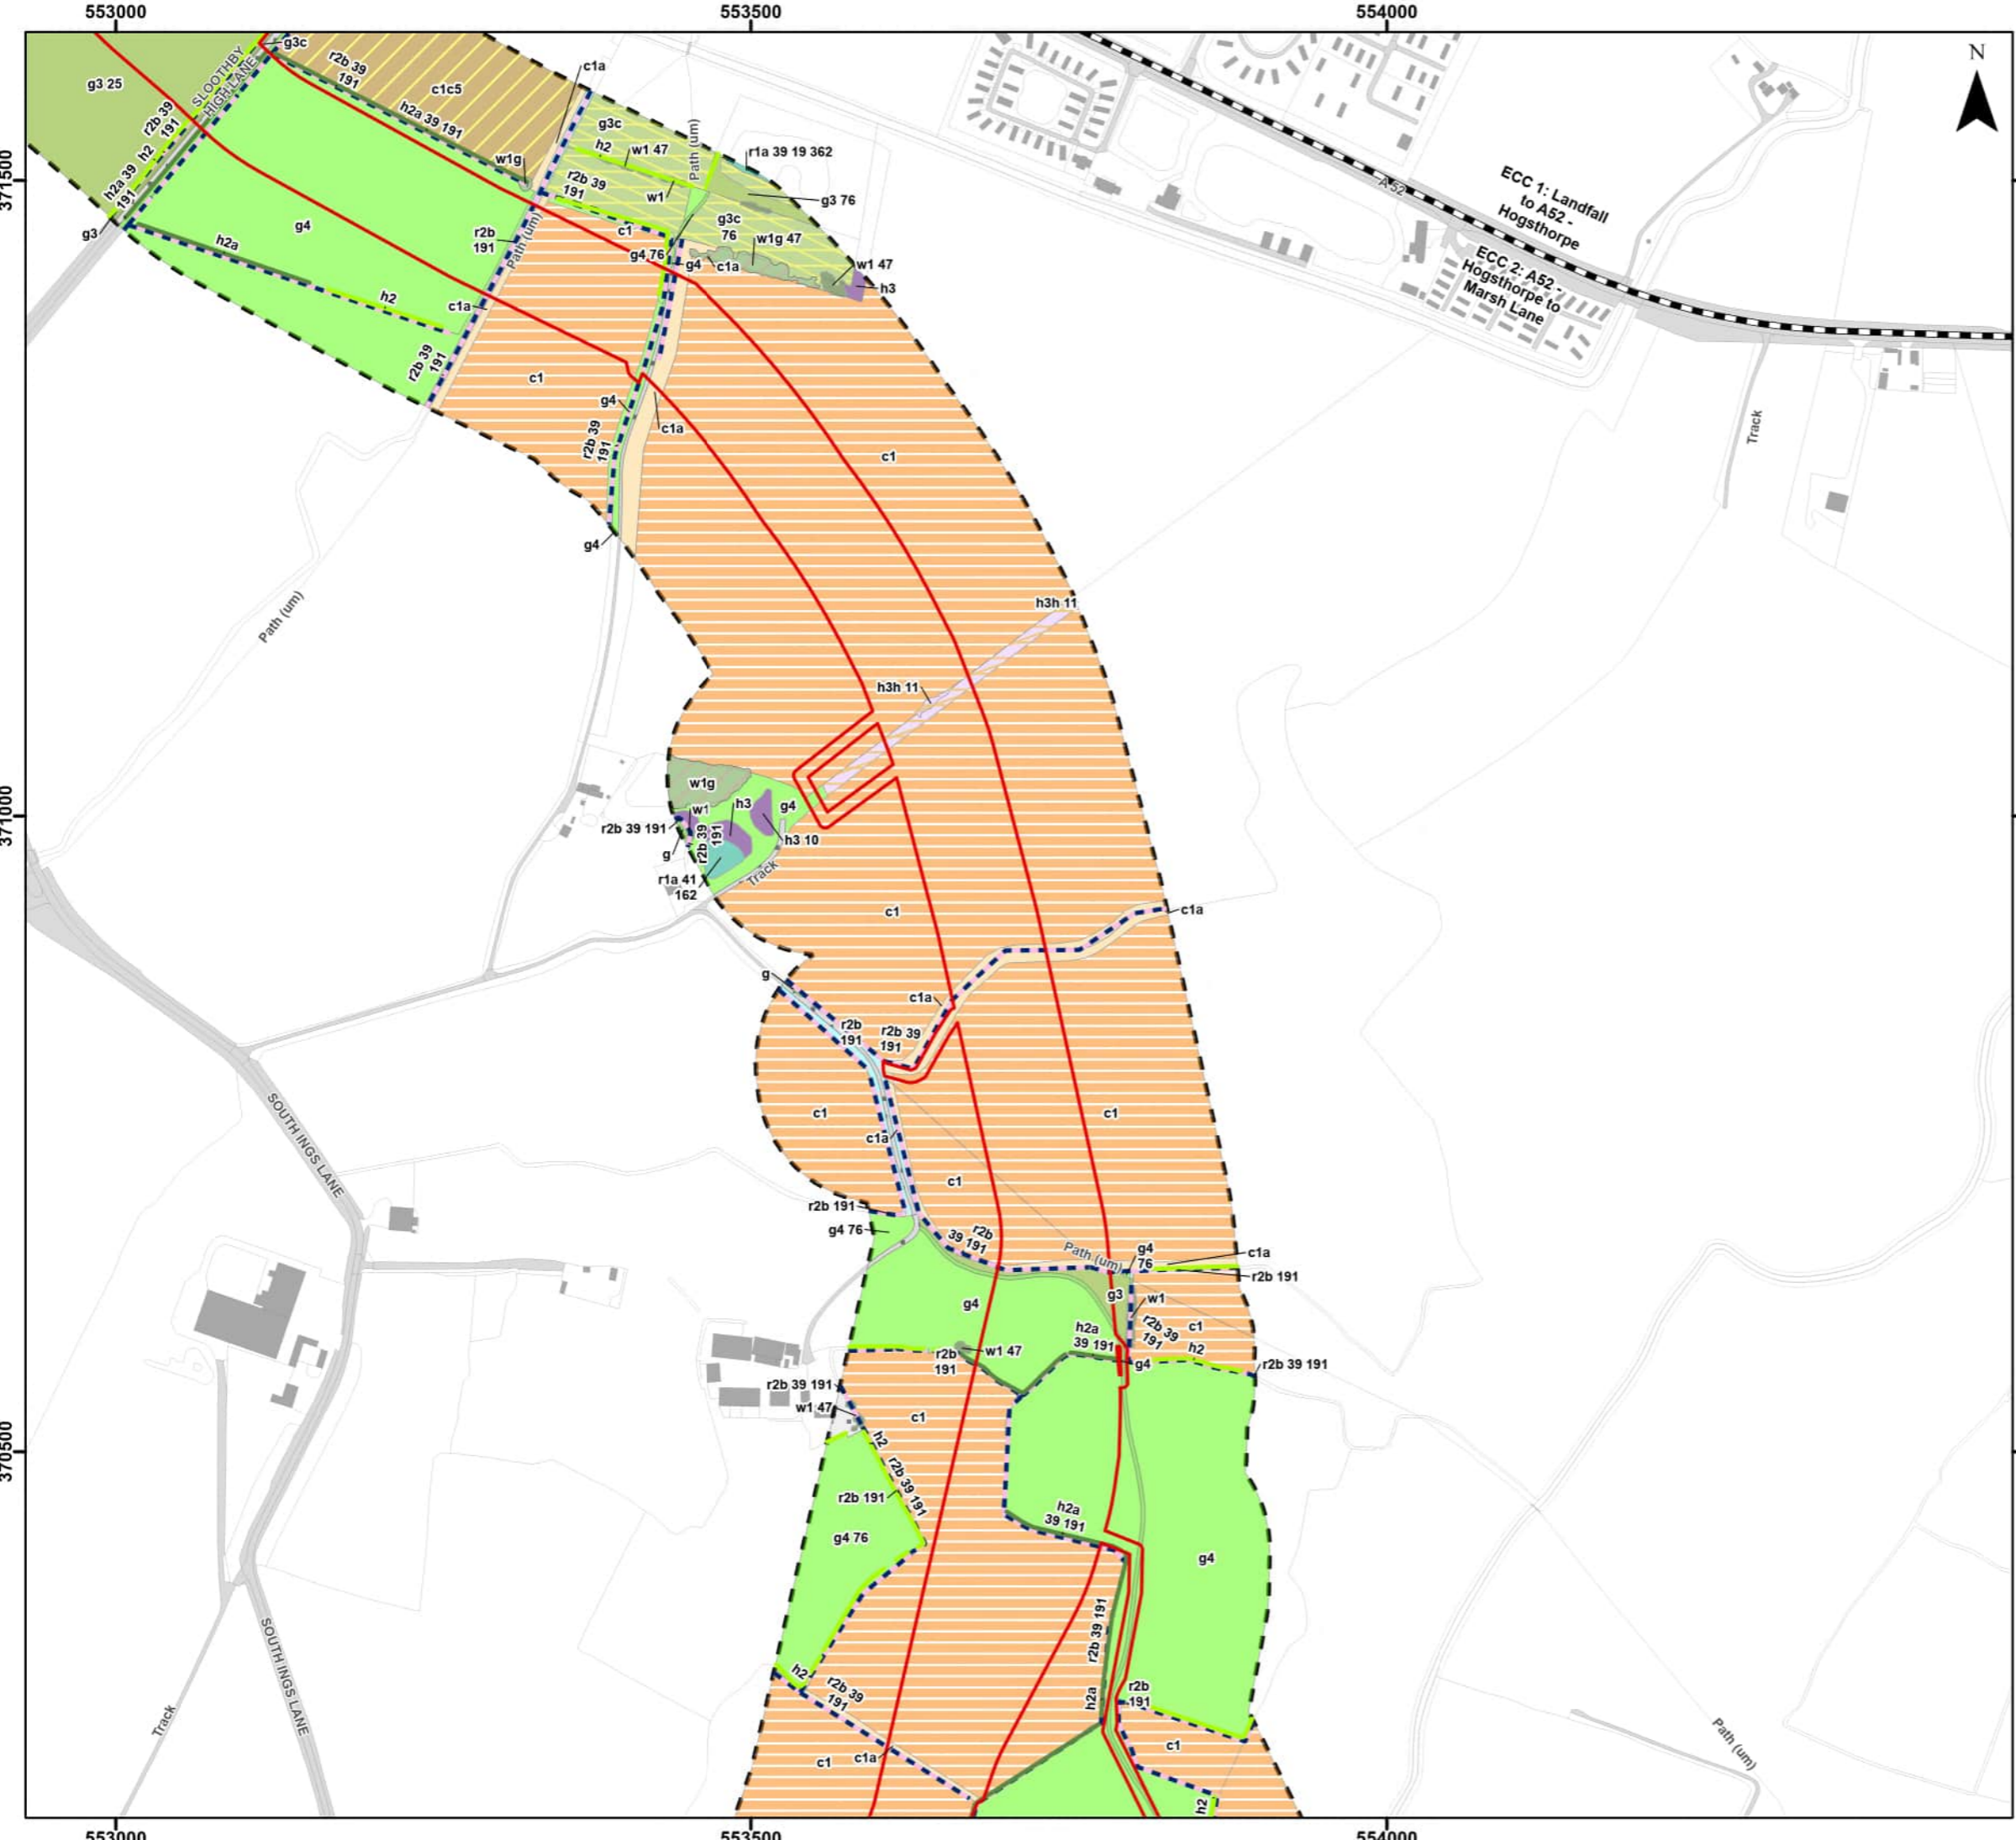 553000
553500
554000
N
g3c
r2b 39
191
SLOOTHBY
HIGH LANE
g3 25
c1c5
c1a
h2a 39 191
r2b 39
191
g3c
h2
w1 47
Path (um)
r1a 39 19 362
w1g
h2
371500
h2a 39
191
r2b 39
191
w1
g3 76
A 52
ECC 1: Landfall
to A52 -
Hogsthorpe
g3
g4
r2b
191
Path (um)
c1
g3c
76
w1g 47
h2a
g4 76
g4
c1a
w1 47
h3
ECC 2: A52 -
Hogsthorpe to
Marsh Lane
h2
c1a
r2b 39
191
c1
g4
c1a
r2b 39
191
c1
Track
g4
Path (um)
h3h 11
h3h 11
371000
w1g
w1
h3
g4
r2b 39 191
r2b 39
191
h3 10
g
r1a 41
162
Track
c1
c1a
g
c1a
r2b
191
r2b 39
191
SOUTH INGS LANE
c1
c1a
c1
c1
r2b 191
g4 76
r2b
39 191
Path (um)
g4
76
c1a
r2b 191
g4
g3
w1
r2b 39
191
c1
h2a
39 191
h2
r2b
191
w1 47
g4
r2b 39 191
r2b 39 191
w1 47
c1
370500
h2
r2b 39 191
r2b 191
g4 76
h2a
39 191
g4
r2b 39 191
SOUTH INGS LANE
Track
h2
r2b 39
191
h2a
r2b
191
c1
c1a
c1
h2
Path (um)
553000
553500
554000